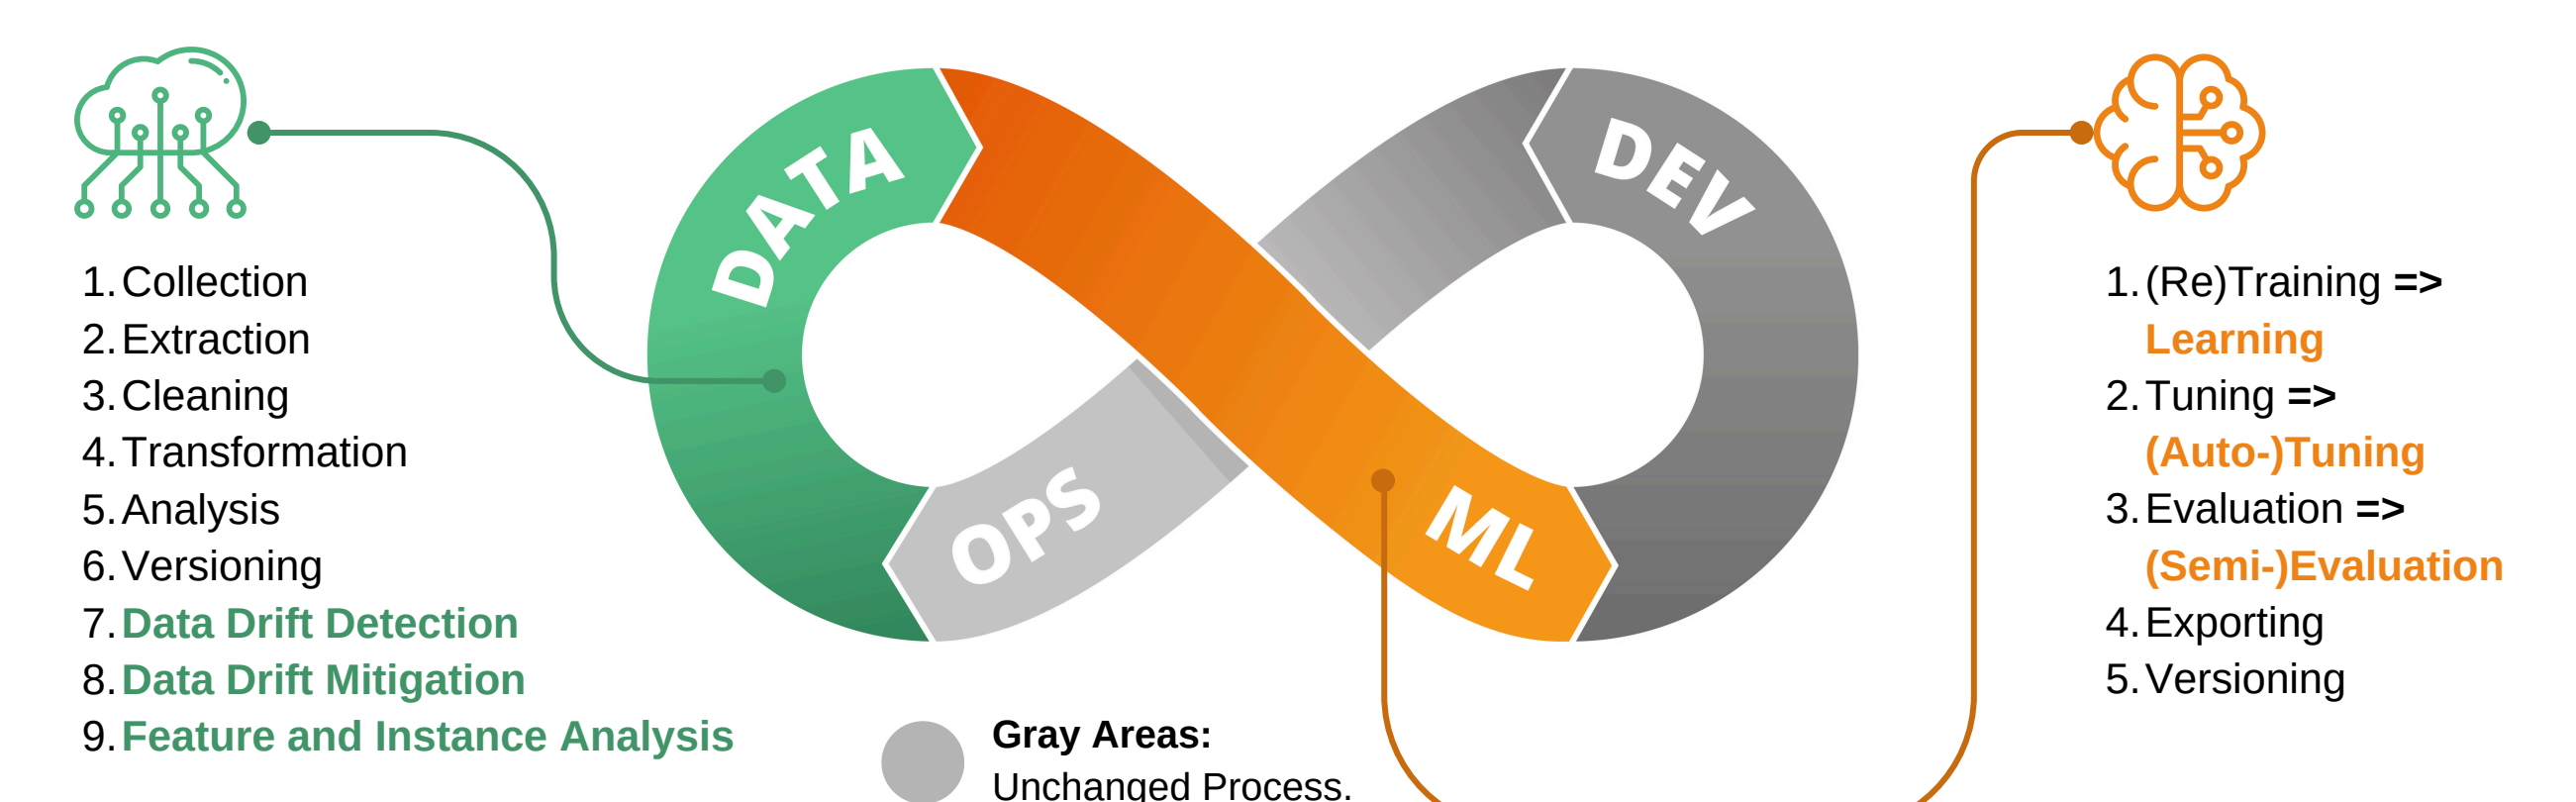 DATA
DEV
OPS
ML
1. Collection
2. Extraction
3. Cleaning
4. Transformation
5. Analysis
6. Versioning
7. Data Drift Detection
8. Data Drift Mitigation
9. Feature and Instance Analysis
Gray Areas:
Unchanged Process.
1. (Re)Training =>
Learning
2. Tuning =>
(Auto-)Tuning
3. Evaluation =>
(Semi-)Evaluation
4. Exporting
5. Versioning